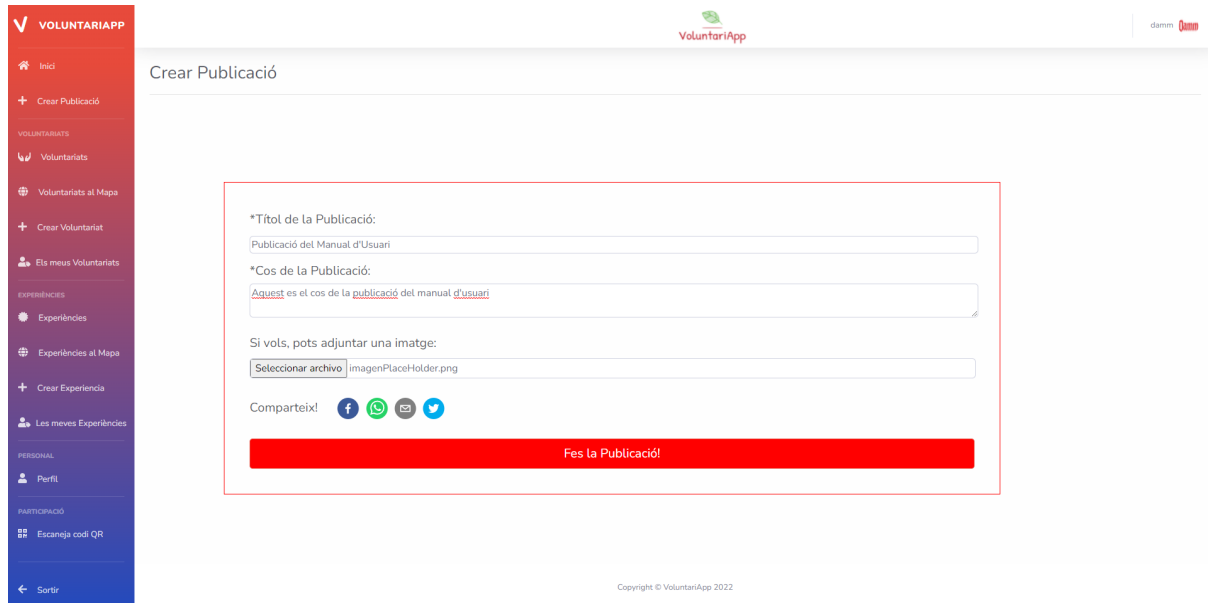 VOLUNTARIAPP
Inici
Crear Publicació
VOLUNTARIATS
Voluntariats
Voluntariats al Mapa
Crear Voluntariat
Els meus Voluntariats
EXPERIÈNCIES
Experiències
Experiències al Mapa
Crear Experiencia
Les meves Experiències
PERSONAL
Perfil
PARTICIPACIÓ
Escaneja codi QR
Sortir
VoluntariApp
damm Damm
Crear Publicació
*Títol de la Publicació:
Publicació del Manual d'Usuari
*Cos de la Publicació:
Aquest es el cos de la publicació del manual d'usuari
Si vols, pots adjuntar una imatge:
Seleccionar archivo imagenPlaceHolder.png
Comparteix!
Fes la Publicació!
Copyright © VoluntariApp 2022